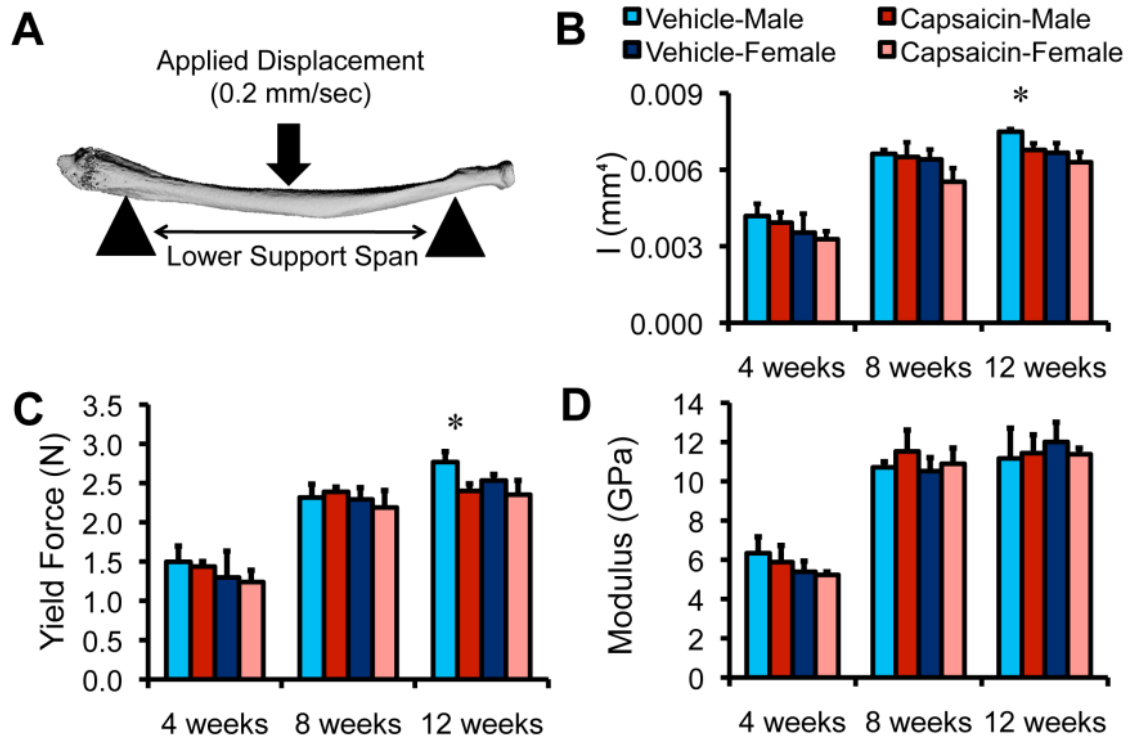 A
Applied Displacement
(0.2 mm/sec)
Lower Support Span
B
Vehicle-Male
Capsaicin-Male
Vehicle-Female
Capsaicin-Female
I (mm⁴)
0.009
0.006
0.003
0.000
*
4 weeks
8 weeks
12 weeks
C
Yield Force (N)
3.5
3.0
2.5
2.0
1.5
1.0
0.5
0.0
*
4 weeks
8 weeks
12 weeks
D
Modulus (GPa)
14
12
10
8
6
4
2
0
4 weeks
8 weeks
12 weeks